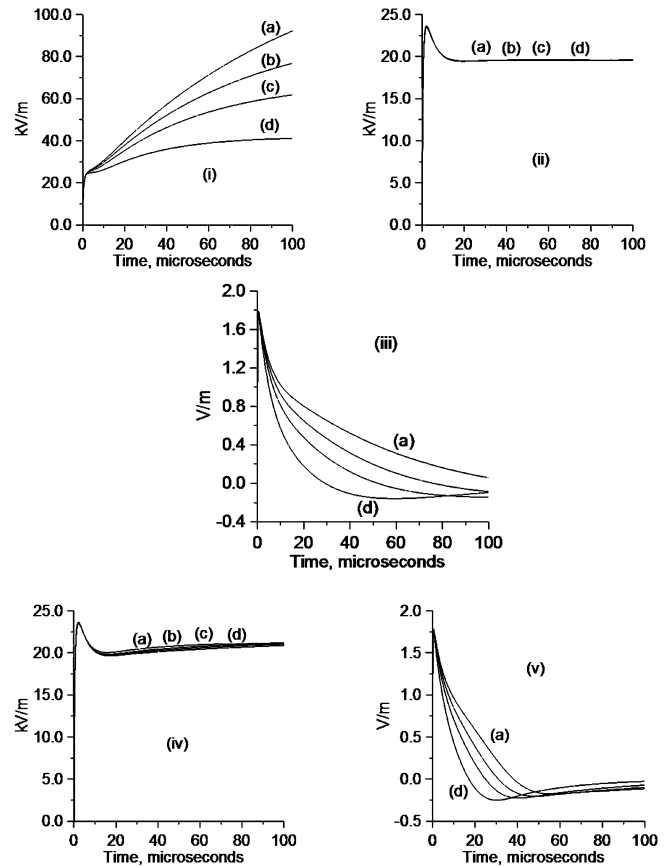 100.0
80.0
60.0
40.0
20.0
0.0
kV/m
(a)
(b)
(c)
(d)
(i)
0 20 40 60 80 100
Time, microseconds
25.0
20.0
15.0
10.0
5.0
0.0
kV/m
(a) (b) (c) (d)
(ii)
0 20 40 60 80 100
Time, microseconds
2.0
1.6
1.2
0.8
0.4
0.0
-0.4
V/m
(iii)
(a)
(d)
0 20 40 60 80 100
Time, microseconds
25.0
20.0
15.0
10.0
5.0
0.0
kV/m
(a) (b) (c) (d)
(iv)
0 20 40 60 80 100
Time, microseconds
2.0
1.5
1.0
0.5
0.0
-0.5
V/m
(v)
(a)
(d)
0 20 40 60 80 100
Time, microseconds